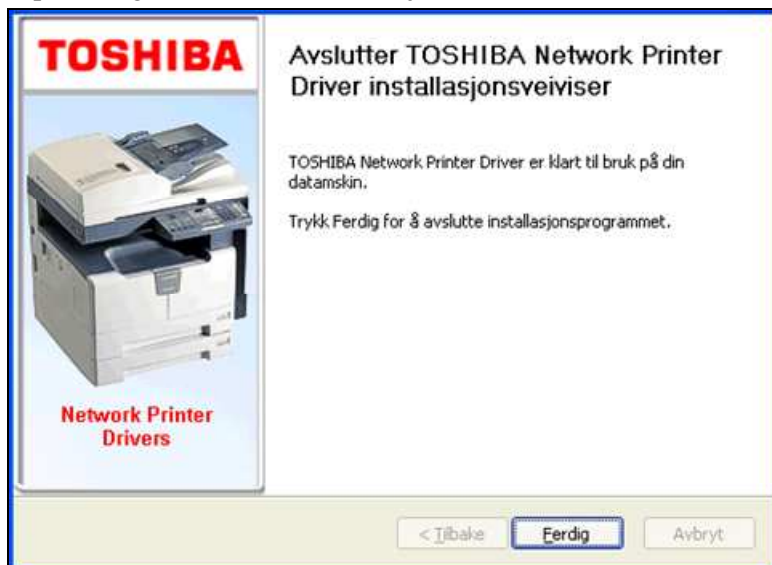 TOSHIBA
Avslutter TOSHIBA Network Printer
Driver installasjonsveiviser
TOSHIBA Network Printer Driver er klart til bruk på din
datamskin.
Trykk Ferdig for å avslutte installasjonsprogrammet.
Network Printer
Drivers
< Tilbake
Ferdig
Avbryt